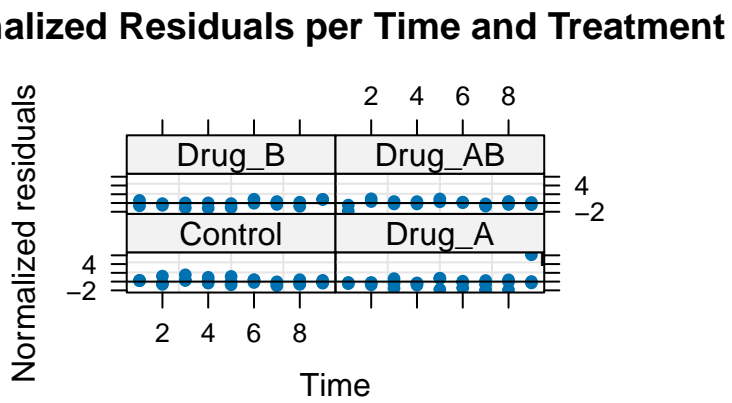 nalized Residuals per Time and Treatment
Normalized residuals
2 4 6 8
Drug_B Drug_AB
4
−2
Control Drug_A
4
−2
2 4 6 8
Time